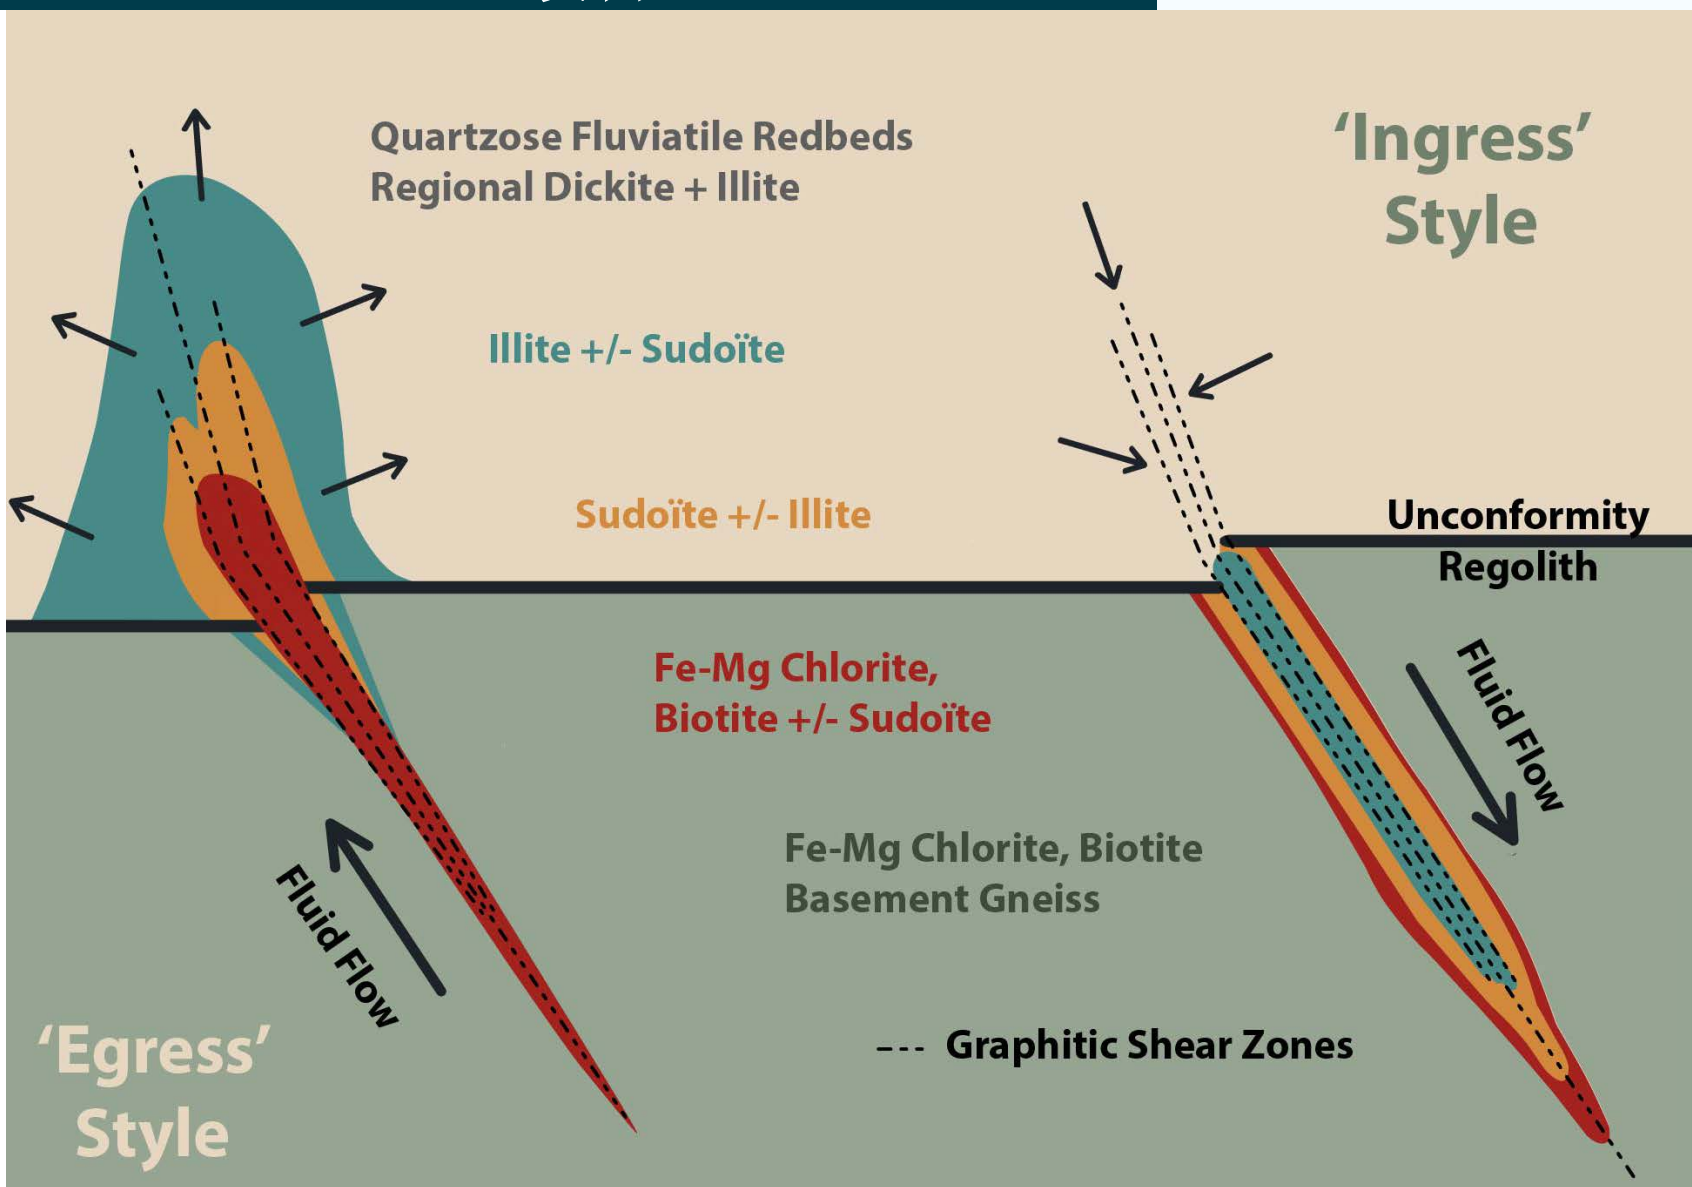 Quartzose Fluviatile Redbeds
Regional Dickite + Illite
'Ingress'
Style
Illite +/- Sudoïte
Sudoïte +/- Illite
Unconformity
Regolith
Fe-Mg Chlorite,
Biotite +/- Sudoïte
Fluid Flow
Fe-Mg Chlorite, Biotite
Basement Gneiss
Fluid Flow
'Egress'
Style
--- Graphitic Shear Zones